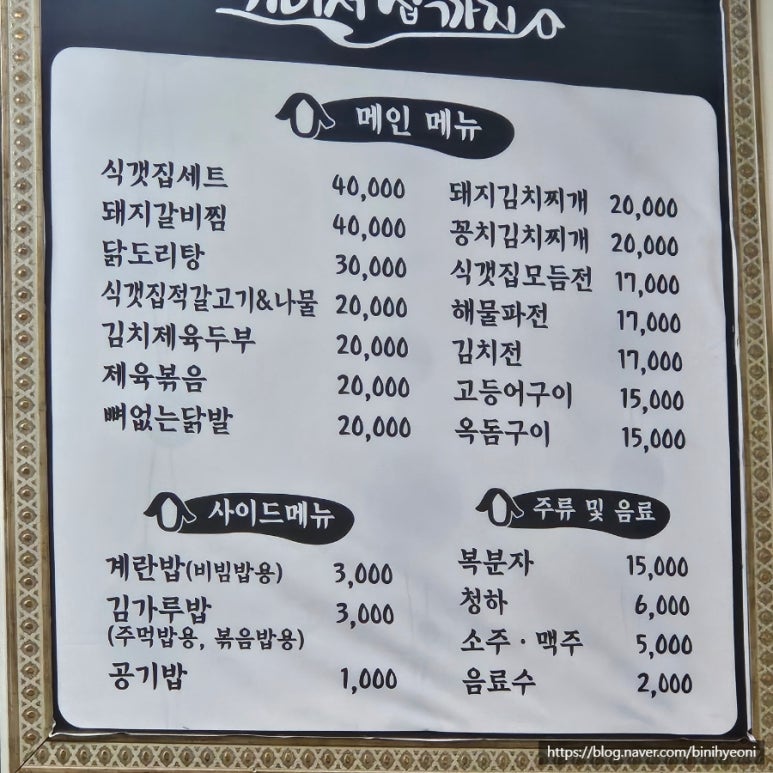 메인 메뉴
식갯집세트 40,000
돼지갈비찜 40,000
닭도리탕 30,000
식갯집적갈고기&나물 20,000
김치제육두부 20,000
제육볶음 20,000
뼈없는닭발 20,000
돼지김치찌개 20,000
꽁치김치찌개 20,000
식갯집모듬전 17,000
해물파전 17,000
김치전 17,000
고등어구이 15,000
옥돔구이 15,000
사이드메뉴
계란밥(비빔밥용) 3,000
김가루밥 3,000
(주먹밥용, 볶음밥용)
공기밥 1,000
주류 및 음료
복분자 15,000
청하 6,000
소주·맥주 5,000
음료수 2,000
https://blog.naver.com/binihyeoni